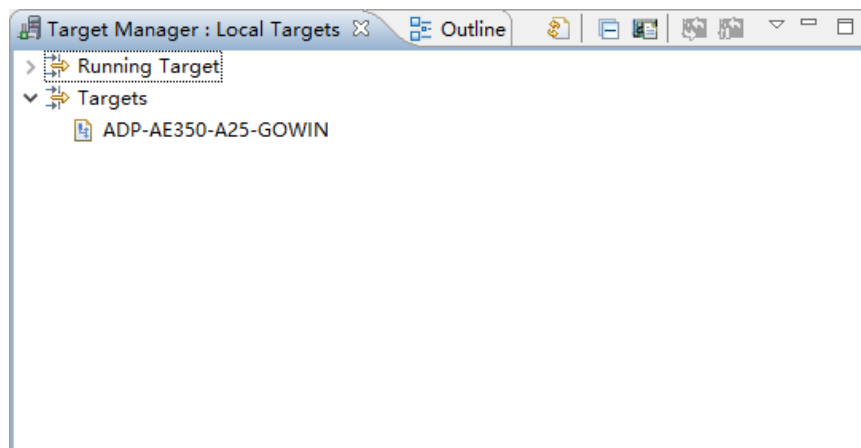 Target Manager : Local Targets Outline
Running Target
Targets
ADP-AE350-A25-GOWIN